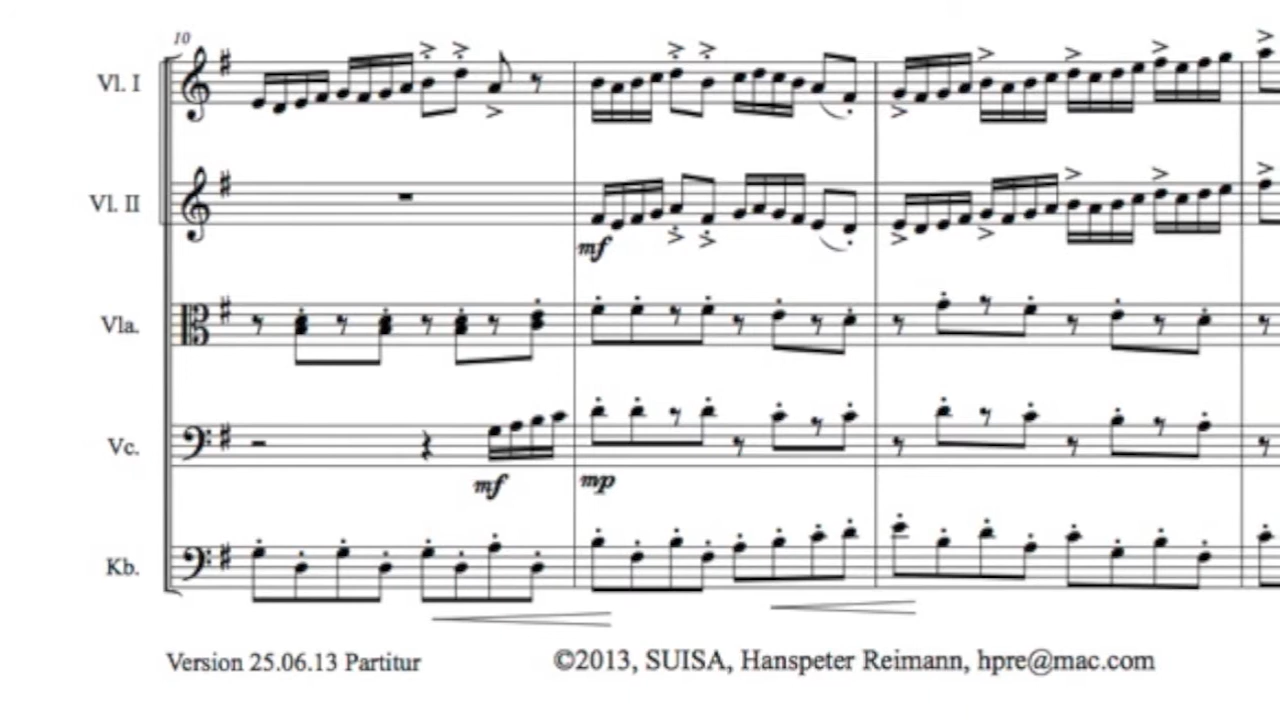 10
Vl. I
Vl. II
mf
Vla.
Vc.
mf mp
Kb.
Version 25.06.13 Partitur ©2013, SUISA, Hanspeter Reimann, hpre@mac.com